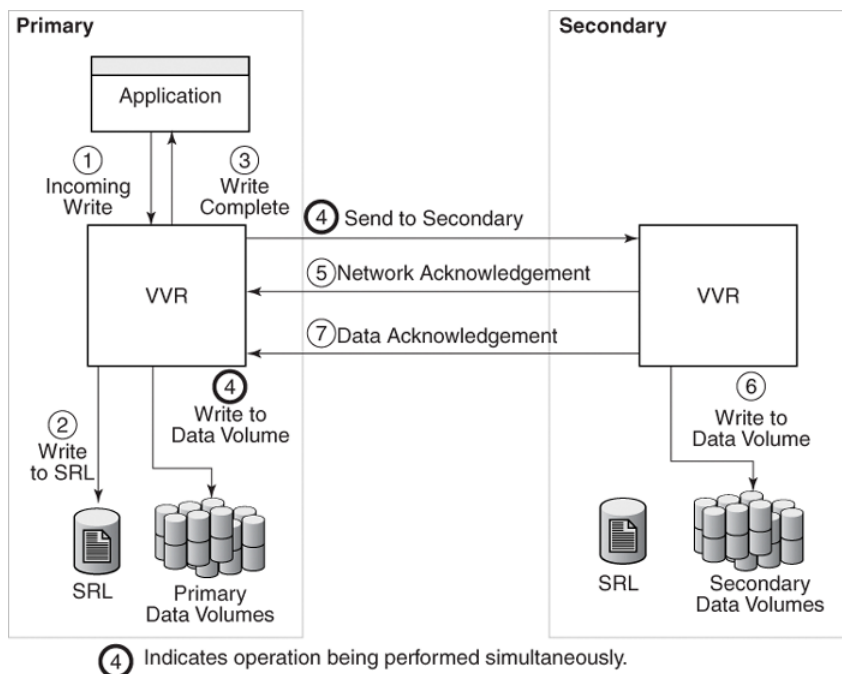 Primary
Secondary
Application
1
Incoming
Write
3
Write
Complete
4 Send to Secondary
5 Network Acknowledgement
VVR
VVR
7 Data Acknowledgement
4
Write to
Data Volume
2
Write
to SRL
6
Write to
Data Volume
SRL
Primary
Data Volumes
SRL
Secondary
Data Volumes
4 Indicates operation being performed simultaneously.